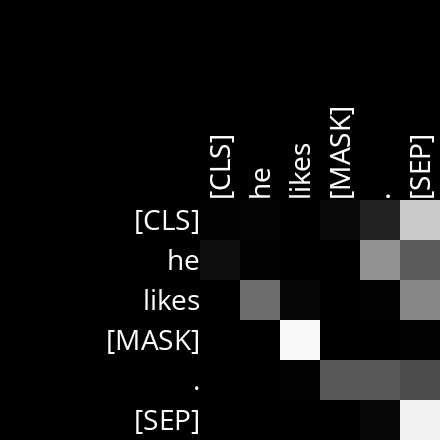 [CLS] he likes [MASK] . [SEP]
[CLS]
he
likes
[MASK]
.
[SEP]